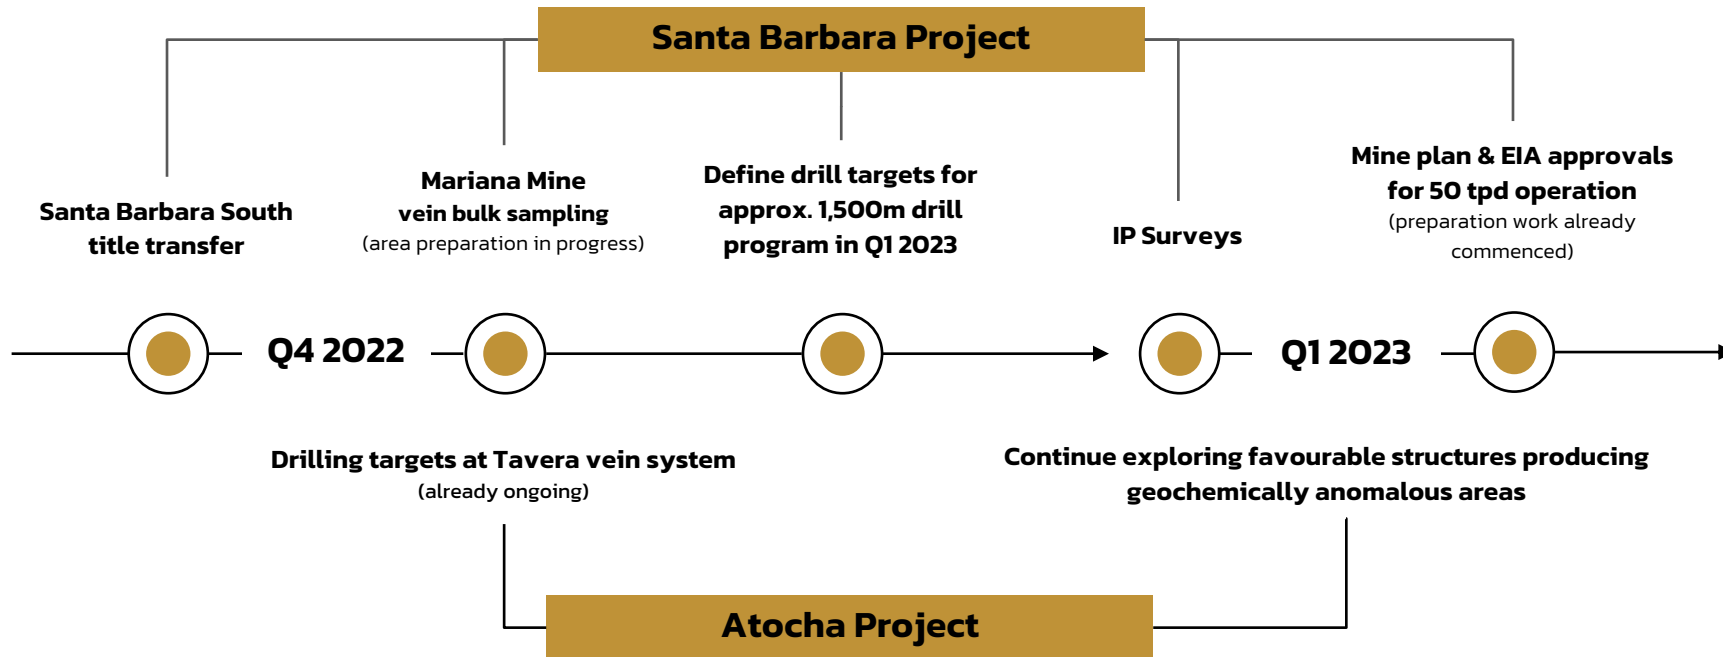 Santa Barbara Project
Santa Barbara South
title transfer
Mariana Mine
vein bulk sampling
(area preparation in progress)
Define drill targets for
approx. 1,500m drill
program in Q1 2023
IP Surveys
Mine plan & EIA approvals
for 50 tpd operation
(preparation work already
commenced)
Q4 2022
Q1 2023
Drilling targets at Tavera vein system
(already ongoing)
Continue exploring favourable structures producing
geochemically anomalous areas
Atocha Project